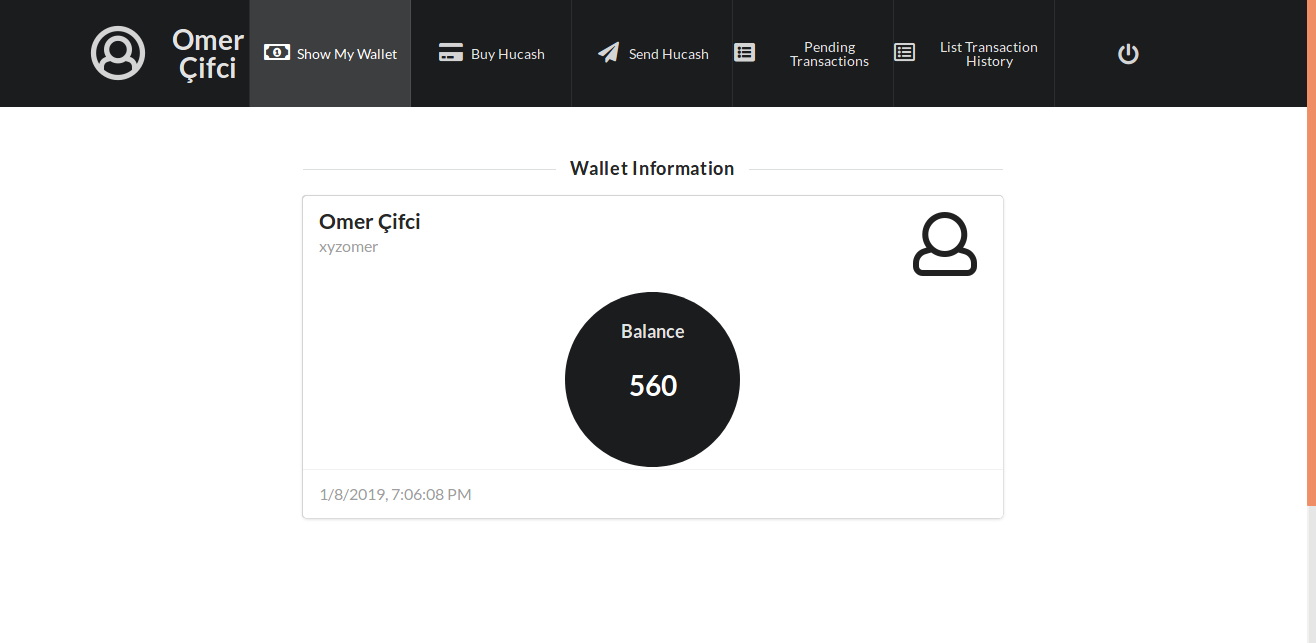 Omer
Çifci
Show My Wallet
Buy Hucash
Send Hucash
Pending
Transactions
List Transaction
History
Wallet Information
Omer Çifci
xyzomer
Balance
560
1/8/2019, 7:06:08 PM